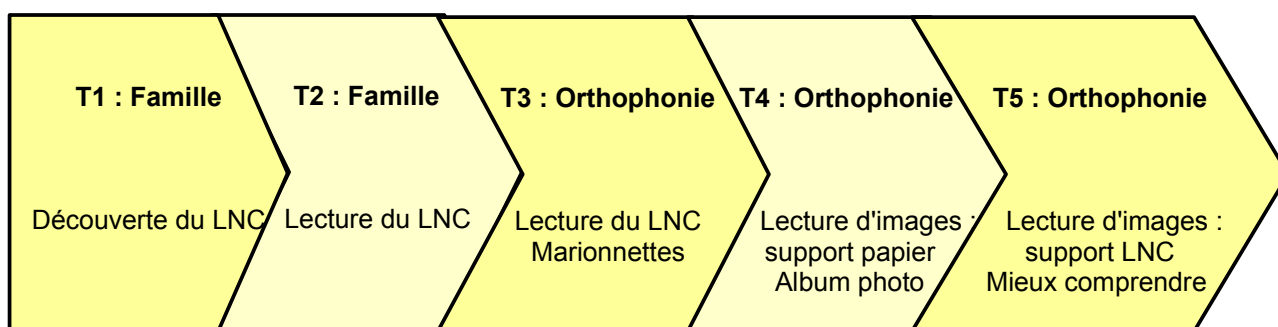 T1 : Famille
Découverte du LNC
T2 : Famille
Lecture du LNC
T3 : Orthophonie
Lecture du LNC
Marionnettes
T4 : Orthophonie
Lecture d'images :
support papier
Album photo
T5 : Orthophonie
Lecture d'images :
support LNC
Mieux comprendre